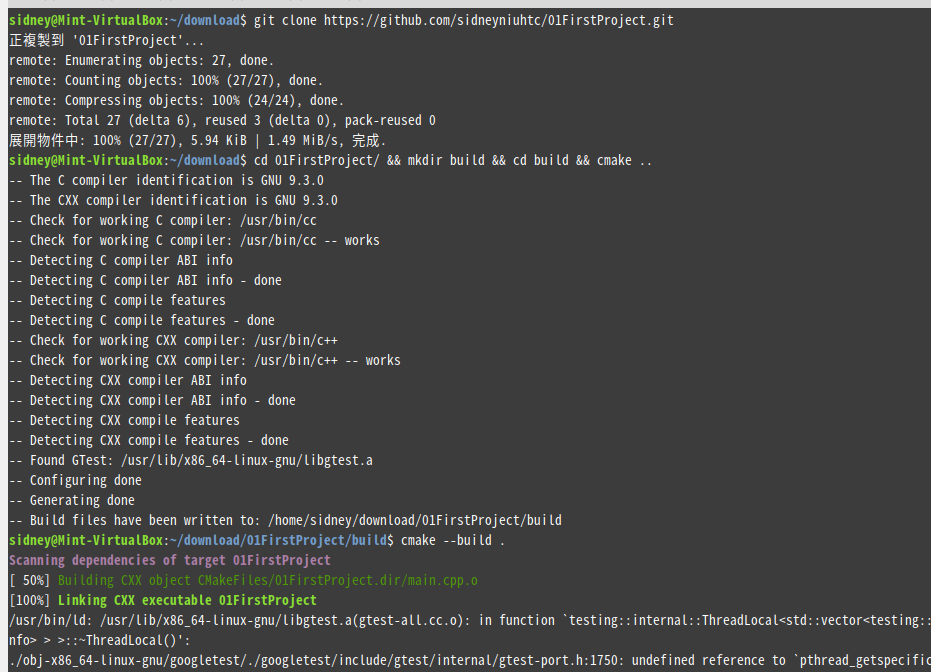 sidney@Mint-VirtualBox:~/download$ git clone https://github.com/sidneyniuhtc/01FirstProject.git
正複製到 '01FirstProject'...
remote: Enumerating objects: 27, done.
remote: Counting objects: 100% (27/27), done.
remote: Compressing objects: 100% (24/24), done.
remote: Total 27 (delta 6), reused 3 (delta 0), pack-reused 0
展開物件中: 100% (27/27), 5.94 KiB | 1.49 MiB/s, 完成.
sidney@Mint-VirtualBox:~/download$ cd 01FirstProject/ && mkdir build && cd build && cmake ..
-- The C compiler identification is GNU 9.3.0
-- The CXX compiler identification is GNU 9.3.0
-- Check for working C compiler: /usr/bin/cc
-- Check for working C compiler: /usr/bin/cc -- works
-- Detecting C compiler ABI info
-- Detecting C compiler ABI info - done
-- Detecting C compile features
-- Detecting C compile features - done
-- Check for working CXX compiler: /usr/bin/c++
-- Check for working CXX compiler: /usr/bin/c++ -- works
-- Detecting CXX compiler ABI info
-- Detecting CXX compiler ABI info - done
-- Detecting CXX compile features
-- Detecting CXX compile features - done
-- Found GTest: /usr/lib/x86_64-linux-gnu/libgtest.a
-- Configuring done
-- Generating done
-- Build files have been written to: /home/sidney/download/01FirstProject/build
sidney@Mint-VirtualBox:~/download/01FirstProject/build$ cmake --build .
Scanning dependencies of target 01FirstProject
[ 50%] Building CXX object CMakeFiles/01FirstProject.dir/main.cpp.o
[100%] Linking CXX executable 01FirstProject
/usr/bin/ld: /usr/lib/x86_64-linux-gnu/libgtest.a(gtest-all.cc.o): in function `testing::internal::ThreadLocal<std::vector<testing::
nfo> > >::~ThreadLocal()':
./obj-x86_64-linux-gnu/googletest/./googletest/include/gtest/internal/gtest-port.h:1750: undefined reference to `pthread_getspecific